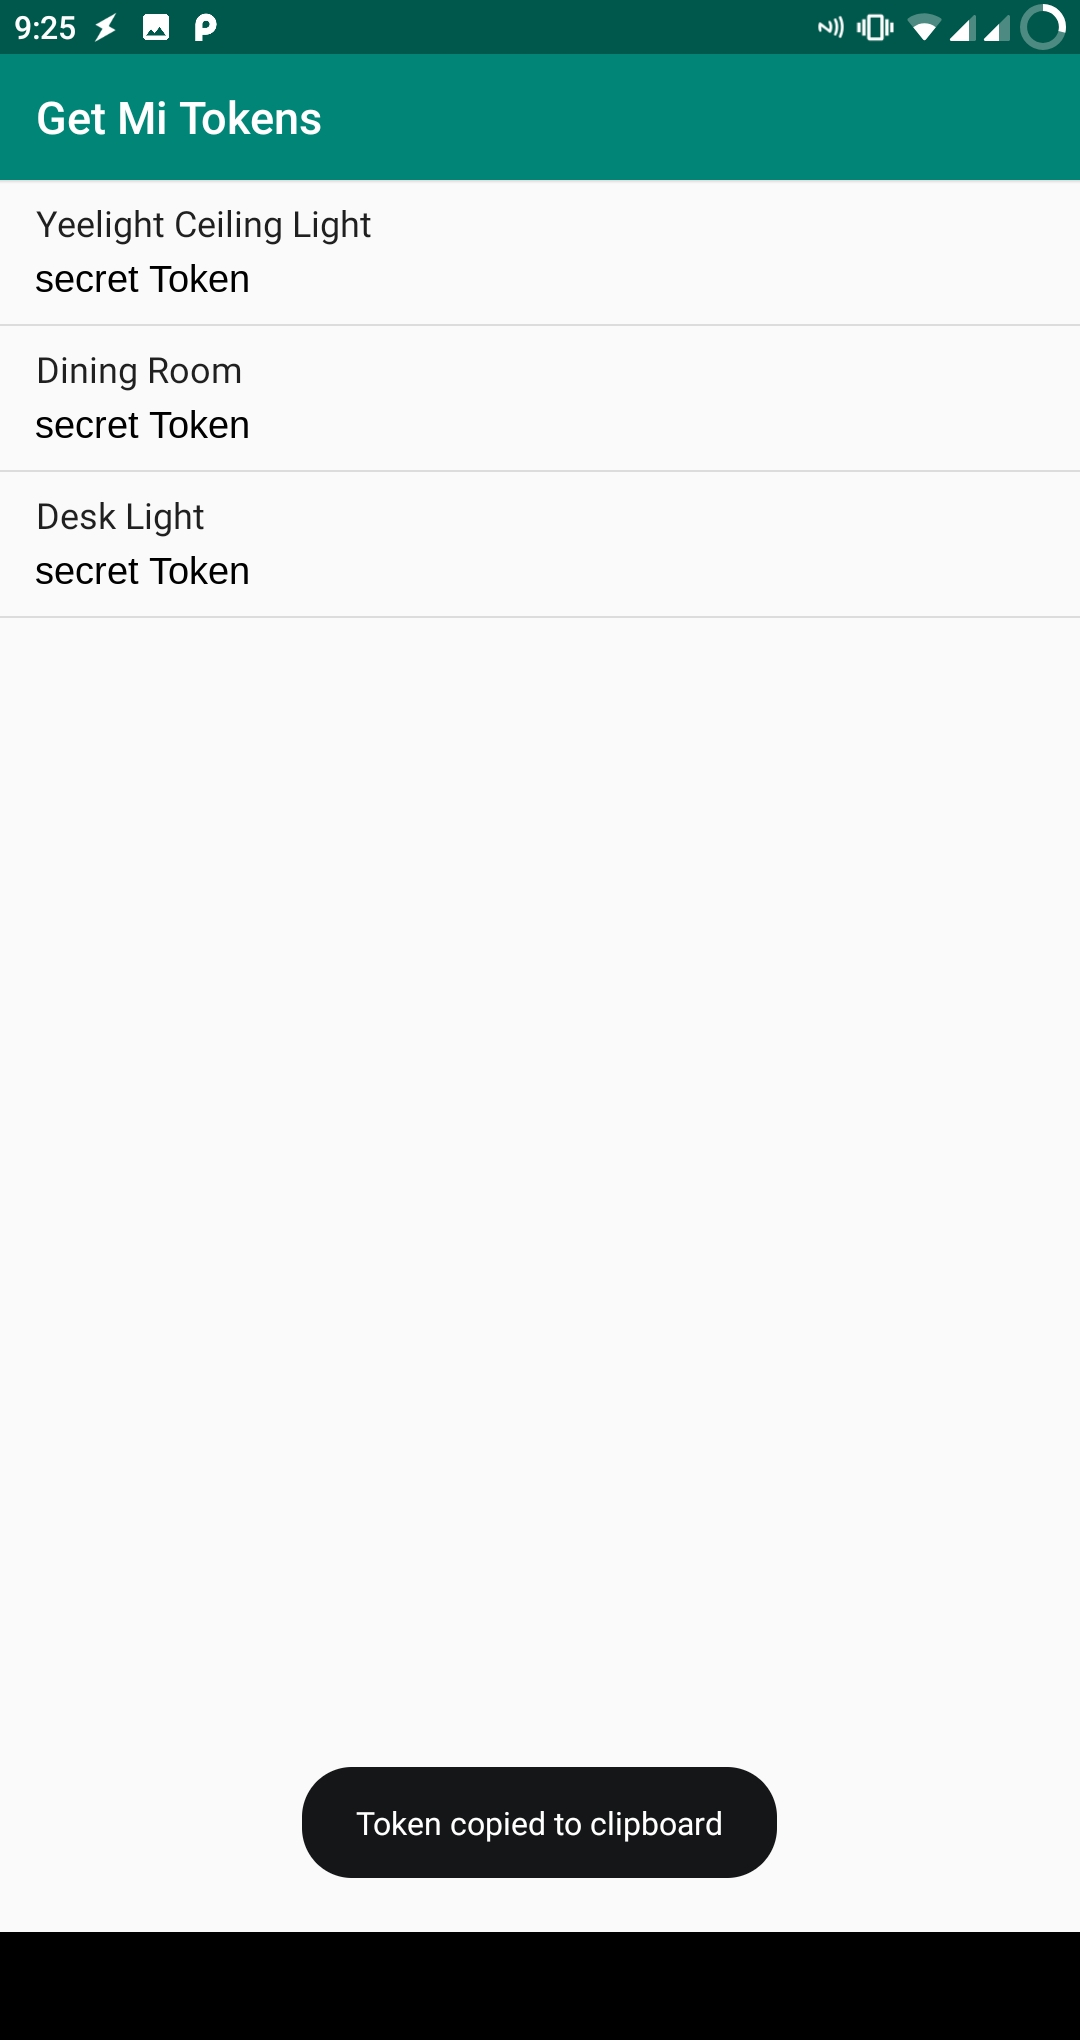 9:25
Get Mi Tokens
Yeelight Ceiling Light
secret Token
Dining Room
secret Token
Desk Light
secret Token
Token copied to clipboard